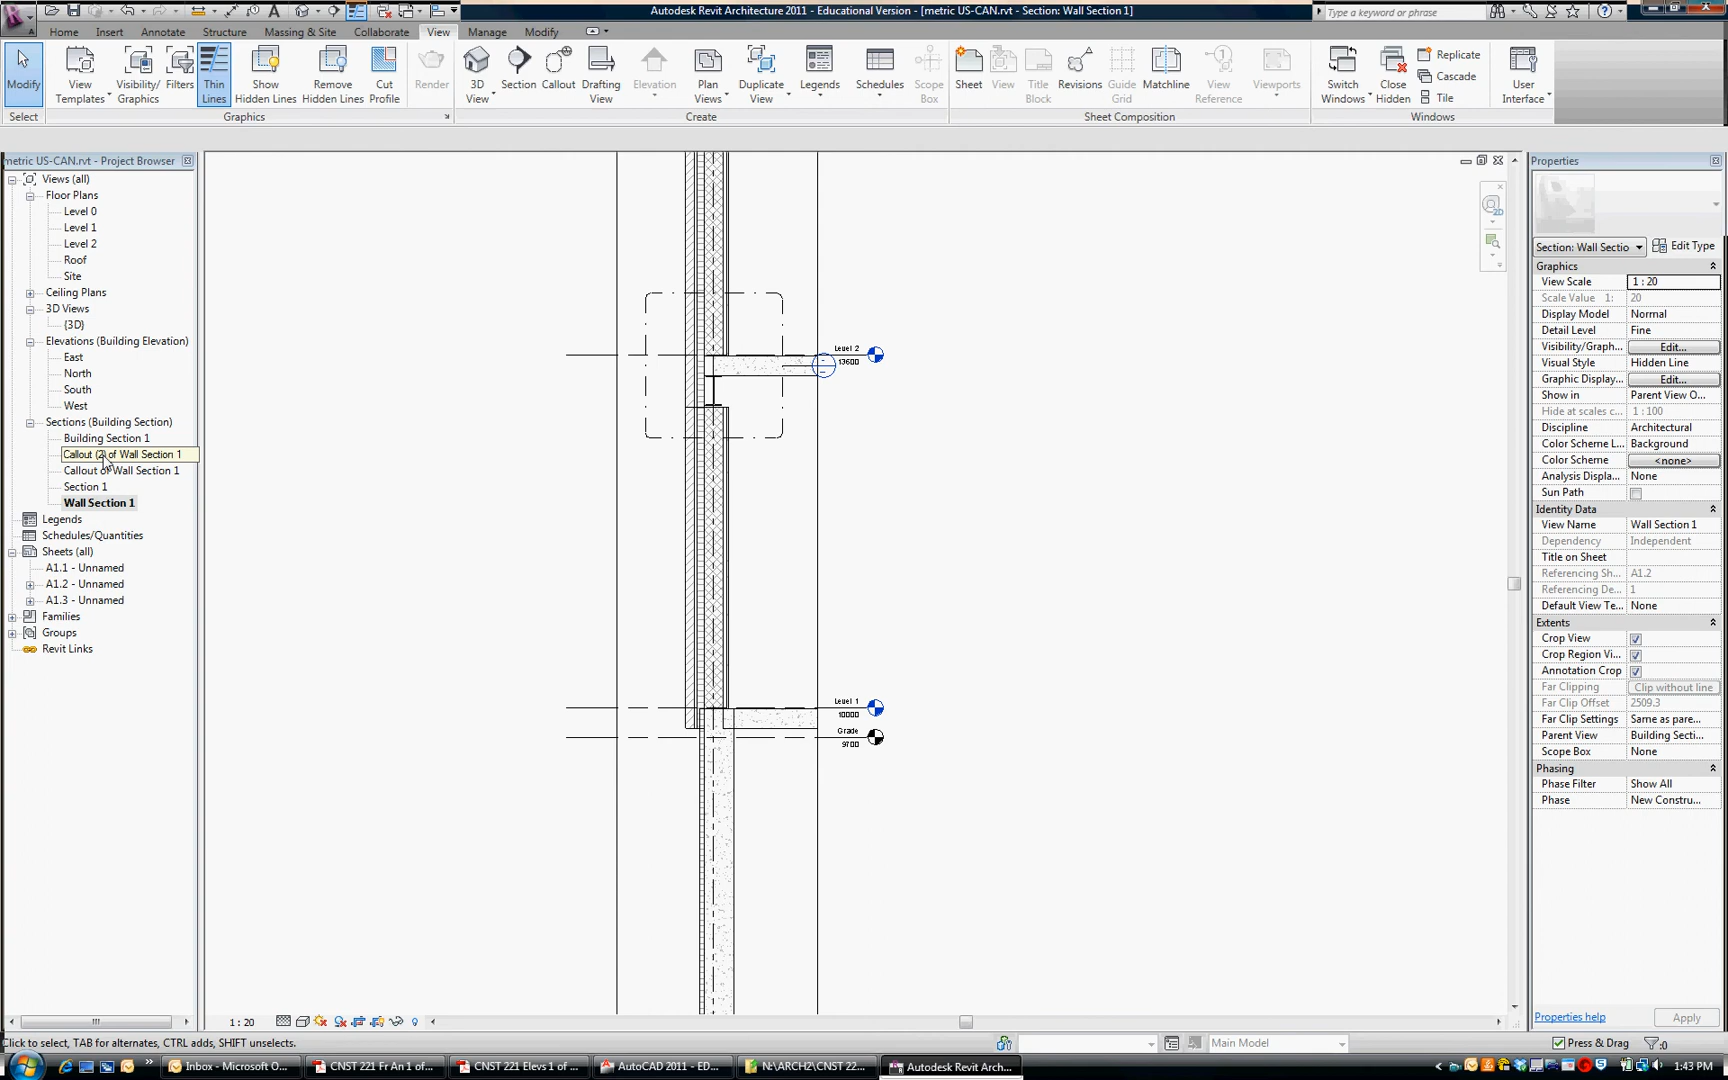 Autodesk Revit Architecture 2011 - Educational Version - [metric US-CAN.rvt - Section: Wall Section 1]
Type a keyword or phrase
Home Insert Annotate Structure Massing & Site Collaborate View Manage Modify
Modify
View Templates
Visibility/ Graphics
Filters
Thin Lines
Show Hidden Lines
Remove Hidden Lines
Cut Profile
Render
3D View
Section
Callout
Drafting View
Elevation
Plan Views
Duplicate View
Legends
Schedules
Scope Box
Sheet
View
Title Block
Revisions
Guide Grid
Matchline
View Reference
Viewports
Switch Windows
Close Hidden
Replicate
Cascade
Tile
User Interface
Select Graphics Create Sheet Composition Windows
metric US-CAN.rvt - Project Browser
Views (all)
Floor Plans
Level 0
Level 1
Level 2
Roof
Site
Ceiling Plans
3D Views
{3D}
Elevations (Building Elevation)
East
North
South
West
Sections (Building Section)
Building Section 1
Callout (2) of Wall Section 1
Callout of Wall Section 1
Section 1
Wall Section 1
Legends
Schedules/Quantities
Sheets (all)
A1.1 - Unnamed
A1.2 - Unnamed
A1.3 - Unnamed
Families
Groups
Revit Links
2D
Level 2
13600
Level 1
10000
Grade
9700
Properties
Section: Wall Sectio
Edit Type
Graphics
View Scale 1 : 20
Scale Value 1: 20
Display Model Normal
Detail Level Fine
Visibility/Graph... Edit...
Visual Style Hidden Line
Graphic Display... Edit...
Show in Parent View O...
Hide at scales c... 1 : 100
Discipline Architectural
Color Scheme L... Background
Color Scheme <none>
Analysis Displa... None
Sun Path
Identity Data
View Name Wall Section 1
Dependency Independent
Title on Sheet
Referencing Sh... A1.2
Referencing De... 1
Default View Te... None
Extents
Crop View
Crop Region Vi...
Annotation Crop
Far Clipping Clip without line
Far Clip Offset 2509.3
Far Clip Settings Same as pare...
Parent View Building Secti...
Scope Box None
Phasing
Phase Filter Show All
Phase New Constru...
Properties help
Apply
1 : 20
Click to select, TAB for alternates, CTRL adds, SHIFT unselects.
Main Model
Press & Drag
:0
Inbox - Microsoft O...
CNST 221 Fr An 1 of...
CNST 221 Elevs 1 of ...
AutoCAD 2011 - ED...
N:\ARCH2\CNST 22...
Autodesk Revit Arch...
1:43 PM